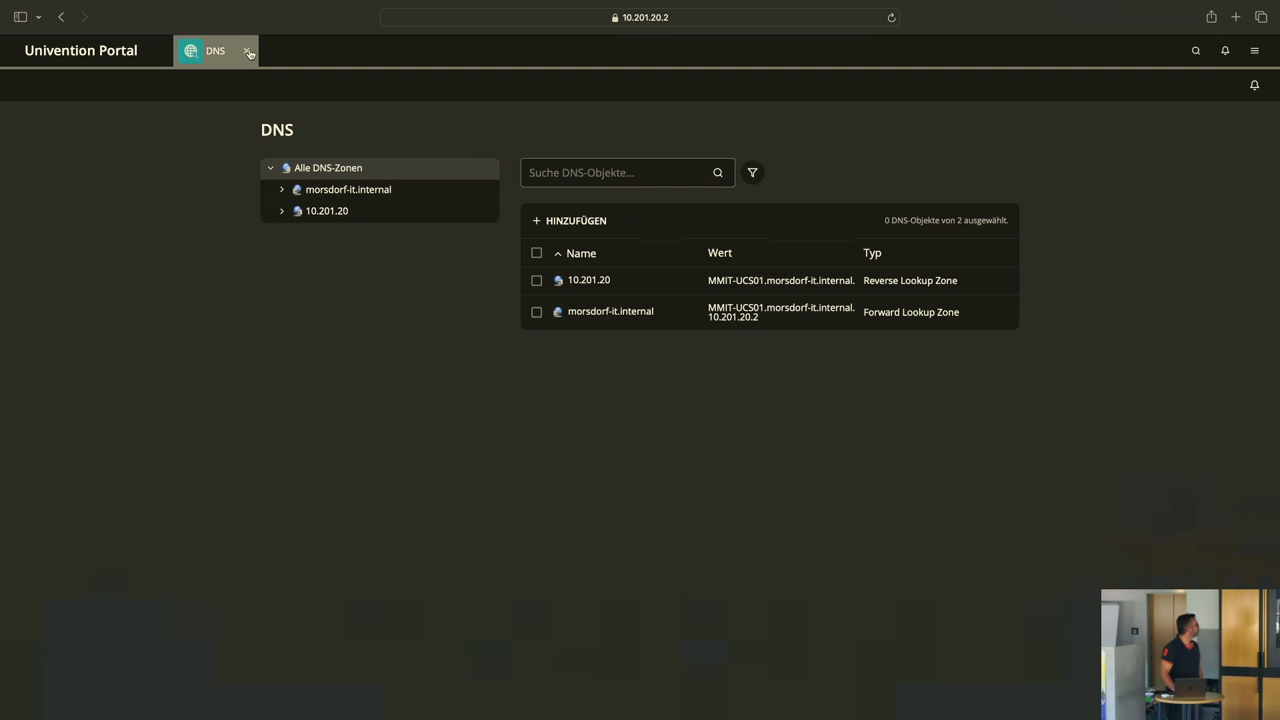 10.201.20.2
Univention Portal
DNS
DNS
Alle DNS-Zonen
morsdorf-it.internal
10.201.20
Suche DNS-Objekte...
HINZUFÜGEN
0 DNS-Objekte von 2 ausgewählt.
Name Wert Typ
10.201.20 MMIT-UCS01.morsdorf-it.internal. Reverse Lookup Zone
morsdorf-it.internal MMIT-UCS01.morsdorf-it.internal. Forward Lookup Zone
10.201.20.2